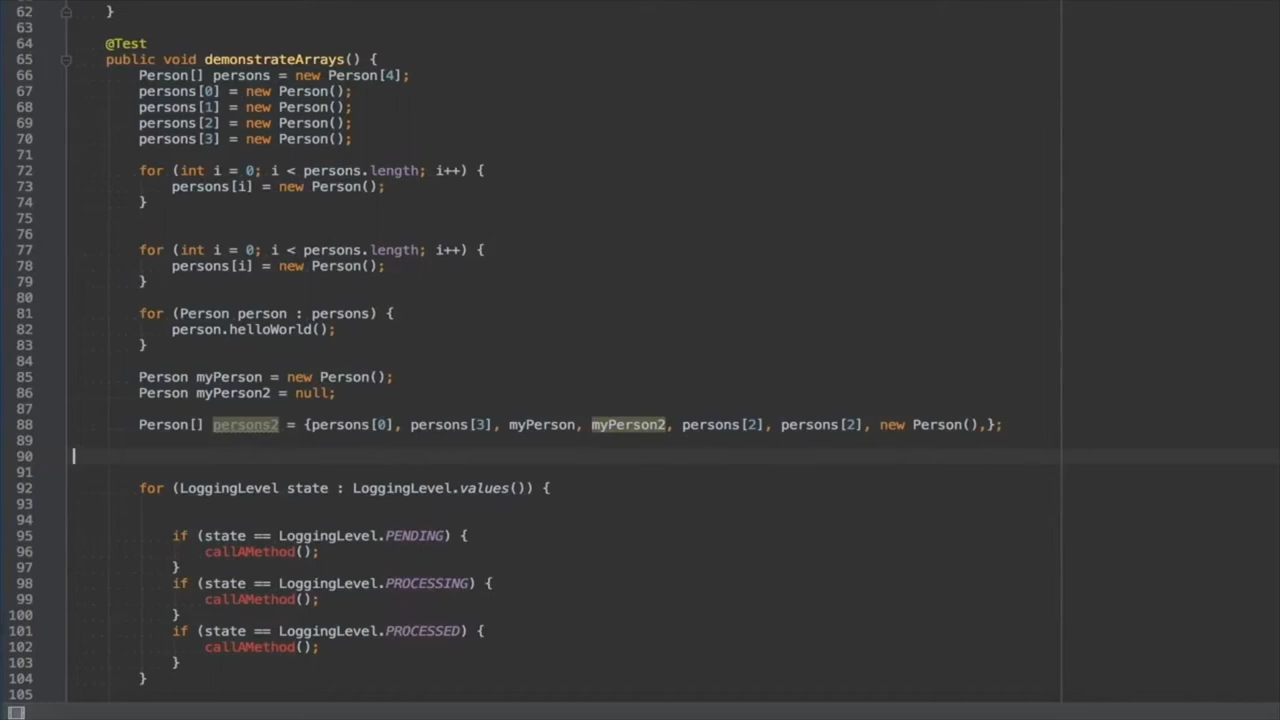 62 }
63
64 @Test
65 public void demonstrateArrays() {
66 Person[] persons = new Person[4];
67 persons[0] = new Person();
68 persons[1] = new Person();
69 persons[2] = new Person();
70 persons[3] = new Person();
71
72 for (int i = 0; i < persons.length; i++) {
73 persons[i] = new Person();
74 }
75
76
77 for (int i = 0; i < persons.length; i++) {
78 persons[i] = new Person();
79 }
80
81 for (Person person : persons) {
82 person.helloWorld();
83 }
84
85 Person myPerson = new Person();
86 Person myPerson2 = null;
87
88 Person[] persons2 = {persons[0], persons[3], myPerson, myPerson2, persons[2], persons[2], new Person(),};
89
90
91
92 for (LoggingLevel state : LoggingLevel.values()) {
93
94
95 if (state == LoggingLevel.PENDING) {
96 callAMethod();
97 }
98 if (state == LoggingLevel.PROCESSING) {
99 callAMethod();
100 }
101 if (state == LoggingLevel.PROCESSED) {
102 callAMethod();
103 }
104 }
105